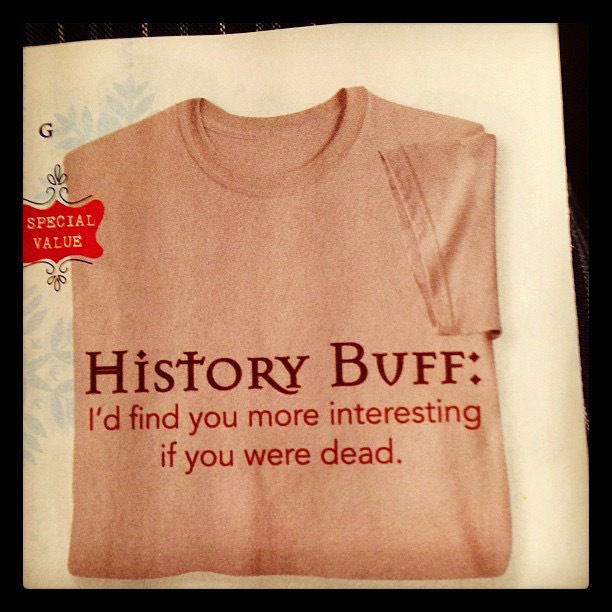 G
SPECIAL
VALUE
HISTORY BUFF:
I'd find you more interesting
if you were dead.